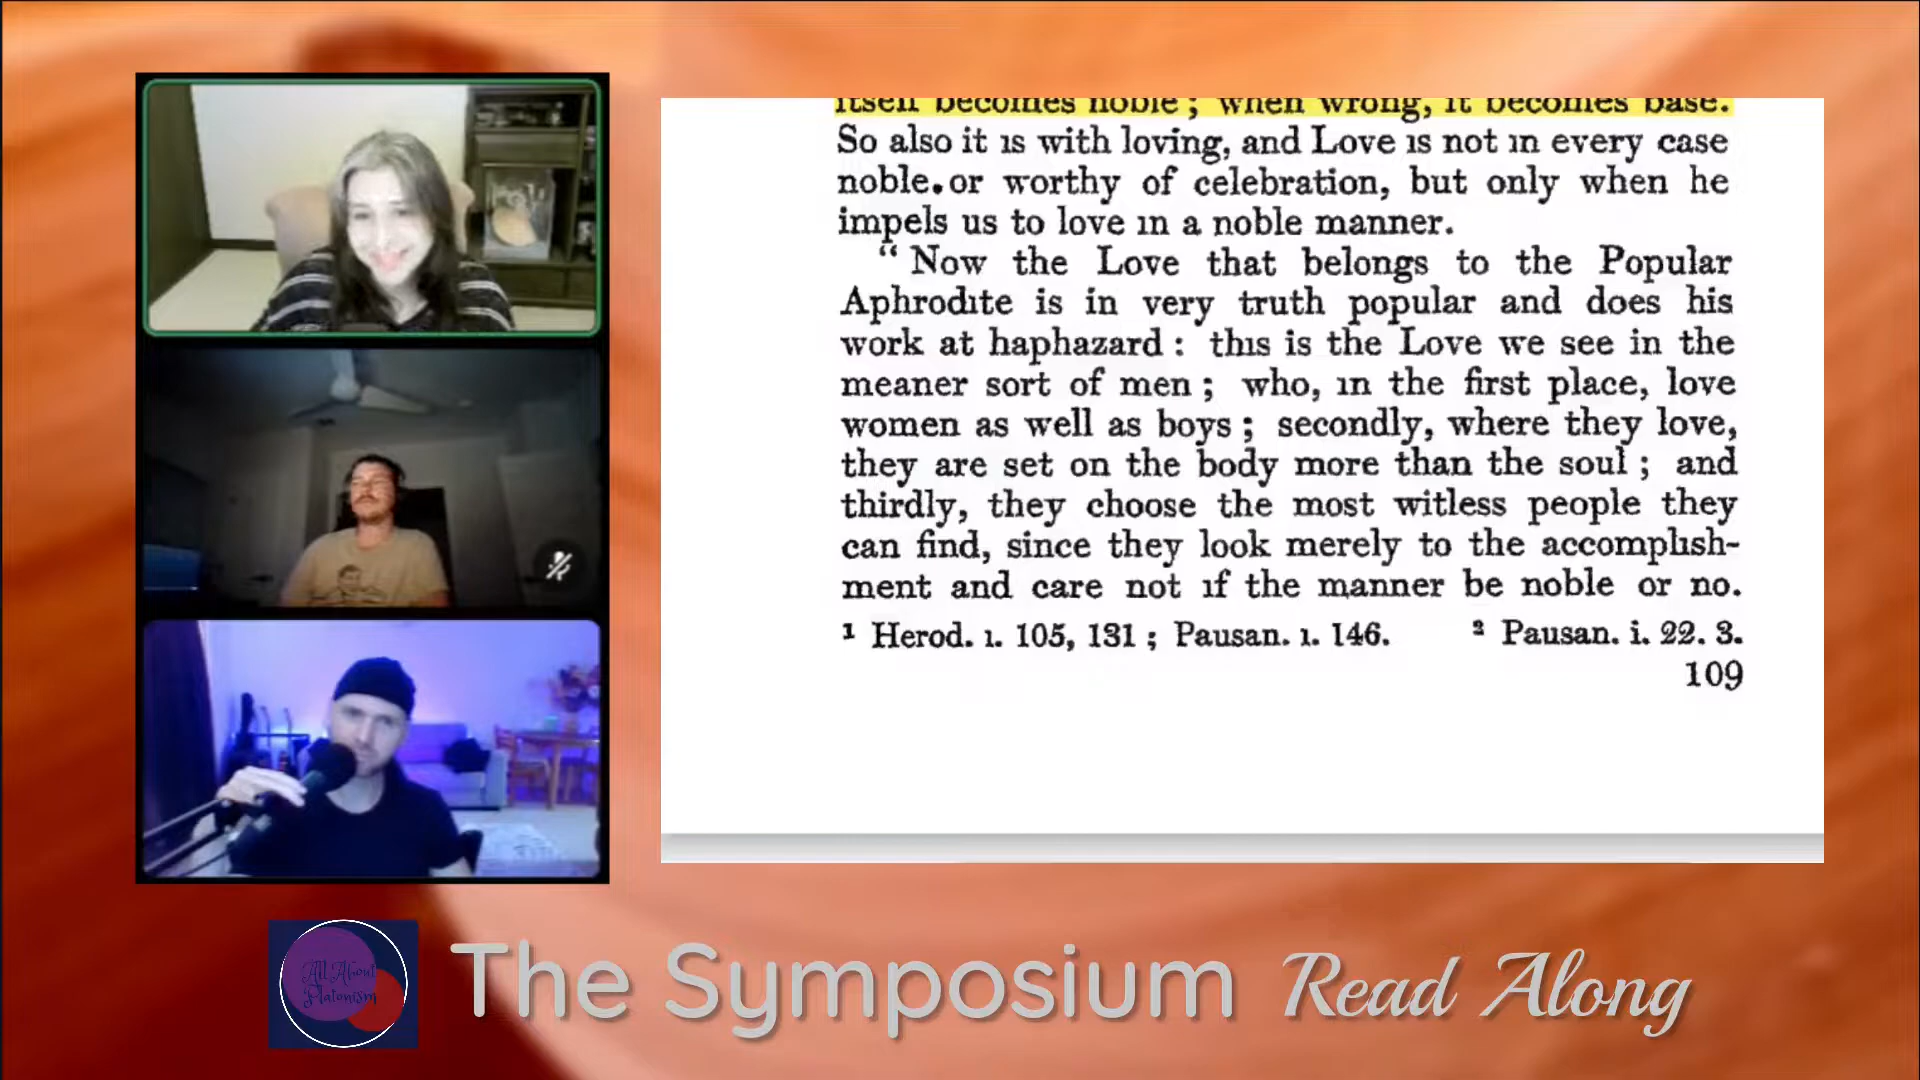 itself becomes noble ; when wrong, it becomes base.
So also it is with loving, and Love is not in every case
noble. or worthy of celebration, but only when he
impels us to love in a noble manner.
“ Now the Love that belongs to the Popular
Aphrodite is in very truth popular and does his
work at haphazard : this is the Love we see in the
meaner sort of men ; who, in the first place, love
women as well as boys ; secondly, where they love,
they are set on the body more than the soul ; and
thirdly, they choose the most witless people they
can find, since they look merely to the accomplish-
ment and care not if the manner be noble or no.
¹ Herod. i. 105, 131 ; Pausan. i. 146. ² Pausan. i. 22. 3.
109
All About
Platonism
The Symposium Read Along